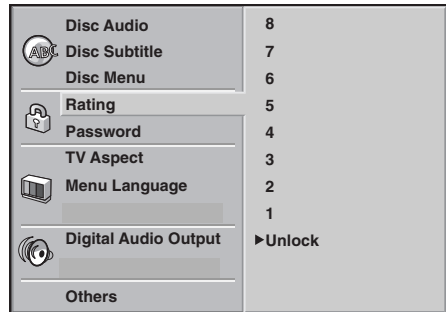 Disc Audio
ABC
Disc Subtitle
Disc Menu
Rating
Password
TV Aspect
Menu Language
Digital Audio Output
Others
8
7
6
5
4
3
2
1
Unlock